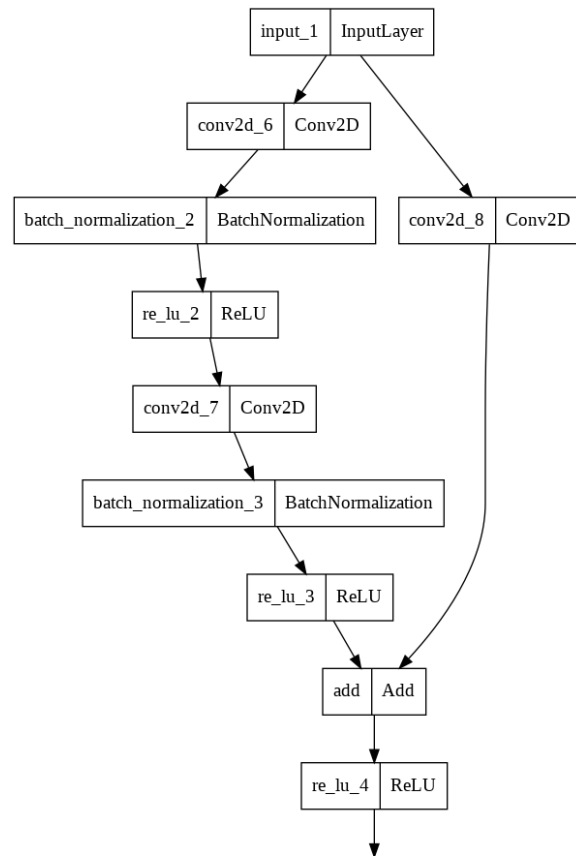 input_1 InputLayer
conv2d_6 Conv2D
batch_normalization_2 BatchNormalization
conv2d_8 Conv2D
re_lu_2 ReLU
conv2d_7 Conv2D
batch_normalization_3 BatchNormalization
re_lu_3 ReLU
add Add
re_lu_4 ReLU